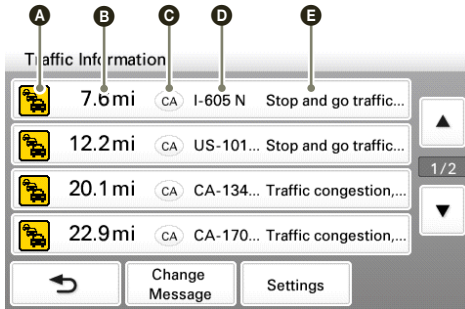 A B C D E
Traffic Information
7.6mi CA I-605 N Stop and go traffic...
12.2mi CA US-101... Stop and go traffic...
1/2
20.1mi CA CA-134... Traffic congestion,...
22.9mi CA CA-170... Traffic congestion,...
Change
Message
Settings